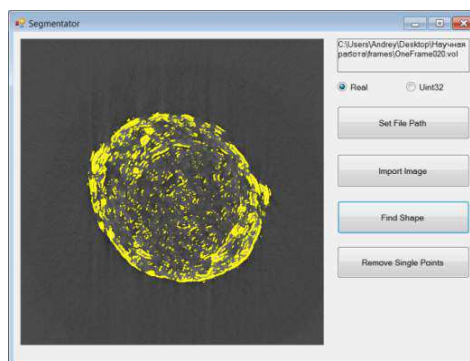 Segmentator
C:\Users\Andrey\Desktop\Научная
работа\frames\OneFrame020.vol
Real
Uint32
Set File Path
Import Image
Find Shape
Remove Single Points